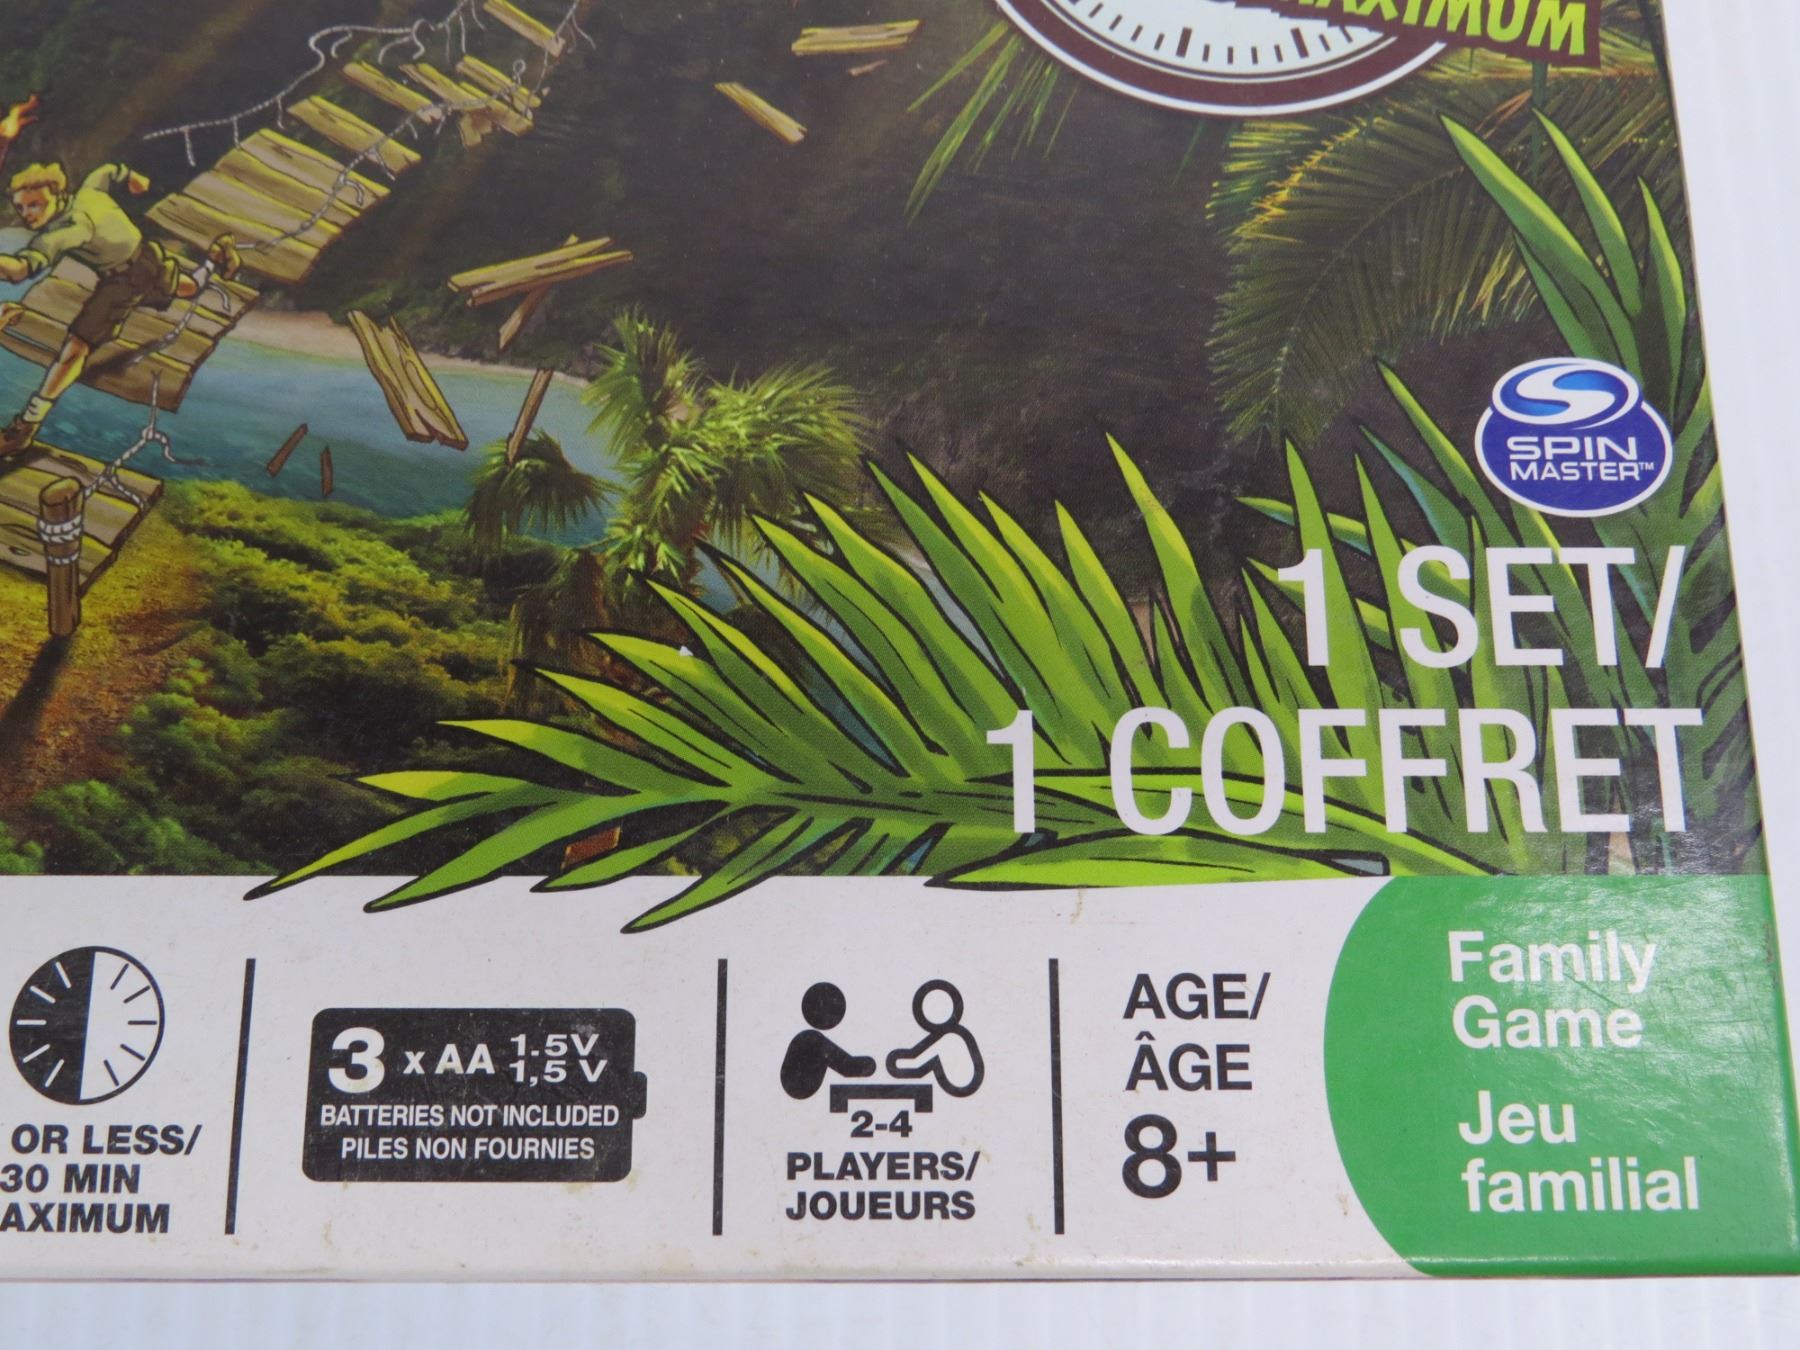 MAXIMUM
SPIN
MASTER™
1 SET/
1 COFFRET
OR LESS/
30 MIN
AXIMUM
3 x AA 1.5V
1,5 V
BATTERIES NOT INCLUDED
PILES NON FOURNIES
2-4
PLAYERS/
JOUEURS
AGE/
ÂGE
8+
Family
Game
Jeu
familial